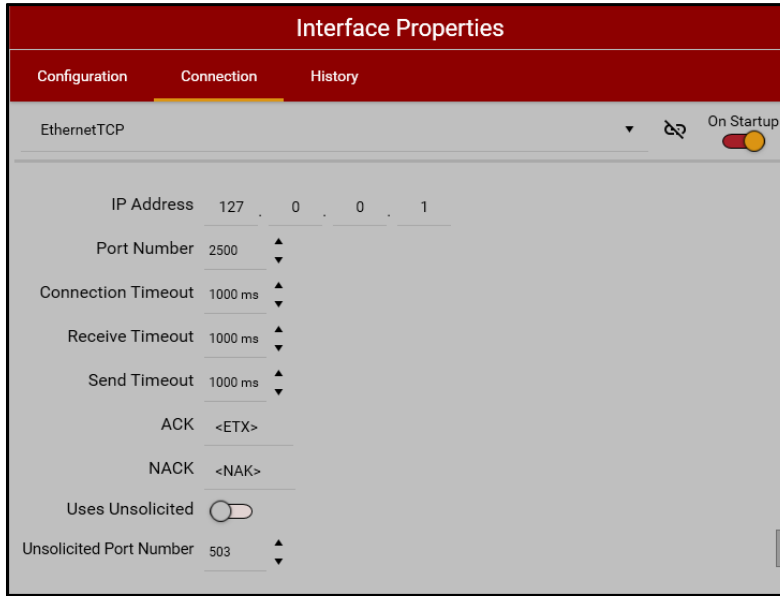 Interface Properties
Configuration Connection History
EthernetTCP On Startup
IP Address 127 . 0 . 0 . 1
Port Number 2500
Connection Timeout 1000 ms
Receive Timeout 1000 ms
Send Timeout 1000 ms
ACK <ETX>
NACK <NAK>
Uses Unsolicited
Unsolicited Port Number 503